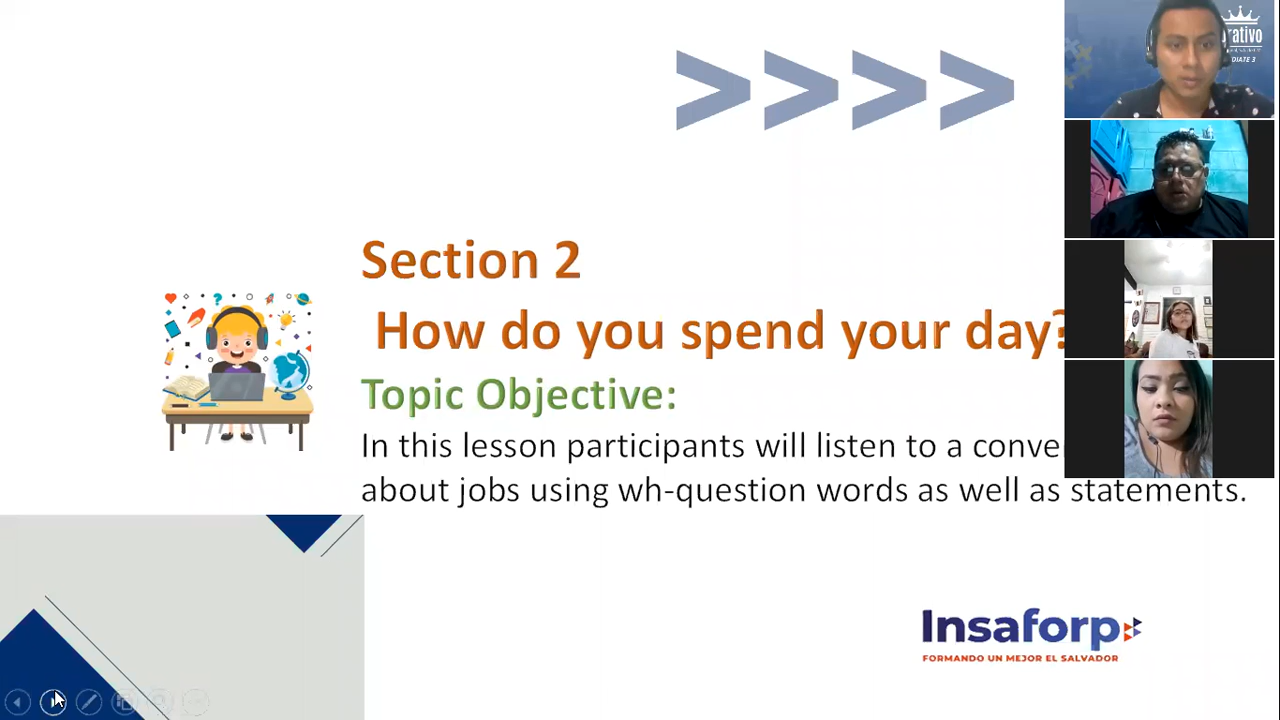 >>>>
Section 2
How do you spend your day?
Topic Objective:
In this lesson participants will listen to a
about jobs using wh-question words as well as statements.
Insaforp
FORMANDO UN MEJOR EL SALVADOR